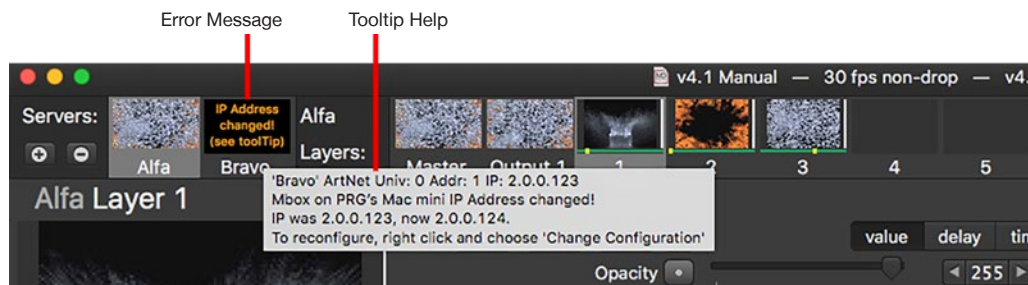 Error Message Tooltip Help
v4.1 Manual — 30 fps non-drop — v4.
Servers:
IP Address
changed!
(see toolTip)
Alfa
Layers:
Alfa Bravo Master Output 1 1 2 3 4 5
'Bravo' ArtNet Univ: 0 Addr: 1 IP: 2.0.0.123
Mbox on PRG's Mac mini IP Address changed!
IP was 2.0.0.123, now 2.0.0.124.
To reconfigure, right click and choose 'Change Configuration'
Alfa Layer 1
value delay tim
Opacity 255